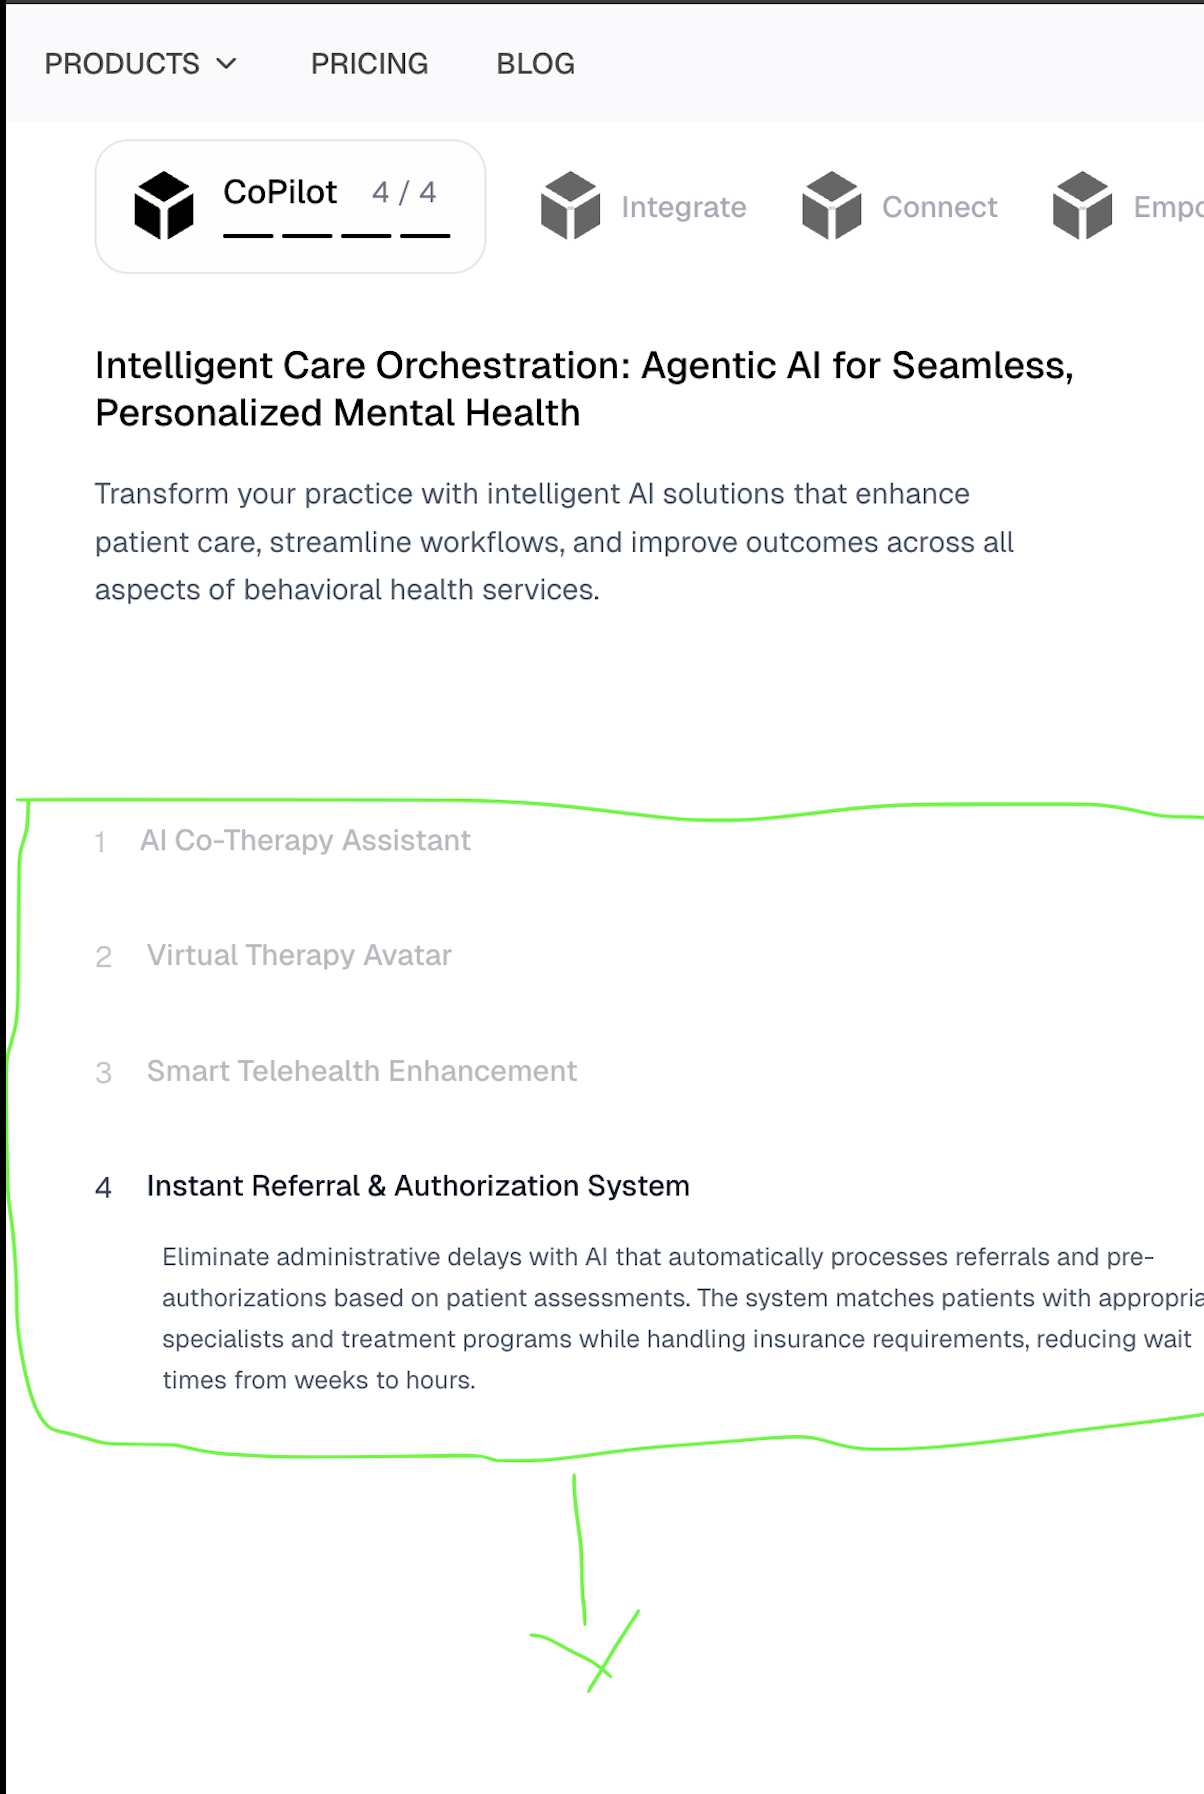 PRODUCTS PRICING BLOG
CoPilot 4 / 4 Integrate Connect
Intelligent Care Orchestration: Agentic AI for Seamless,
Personalized Mental Health
Transform your practice with intelligent AI solutions that enhance
patient care, streamline workflows, and improve outcomes across all
aspects of behavioral health services.
1 AI Co-Therapy Assistant
2 Virtual Therapy Avatar
3 Smart Telehealth Enhancement
4 Instant Referral & Authorization System
Eliminate administrative delays with AI that automatically processes referrals and pre-
authorizations based on patient assessments. The system matches patients with
specialists and treatment programs while handling insurance requirements, reducing wait
times from weeks to hours.